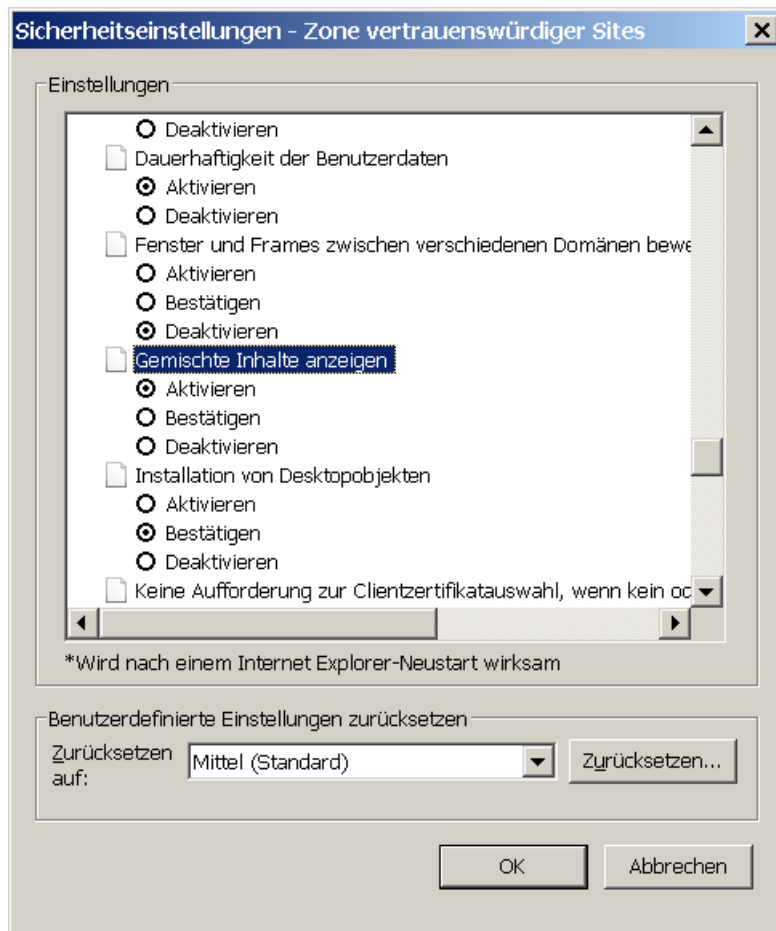 Sicherheitseinstellungen - Zone vertrauenswürdiger Sites
Einstellungen
Deaktivieren
Dauerhaftigkeit der Benutzerdaten
Aktivieren
Deaktivieren
Fenster und Frames zwischen verschiedenen Domänen bewe
Aktivieren
Bestätigen
Deaktivieren
Gemischte Inhalte anzeigen
Aktivieren
Bestätigen
Deaktivieren
Installation von Desktopobjekten
Aktivieren
Bestätigen
Deaktivieren
Keine Aufforderung zur Clientzertifikatauswahl, wenn kein oc
*Wird nach einem Internet Explorer-Neustart wirksam
Benutzerdefinierte Einstellungen zurücksetzen
Zurücksetzen
auf:
Mittel (Standard)
Zurücksetzen...
OK
Abbrechen